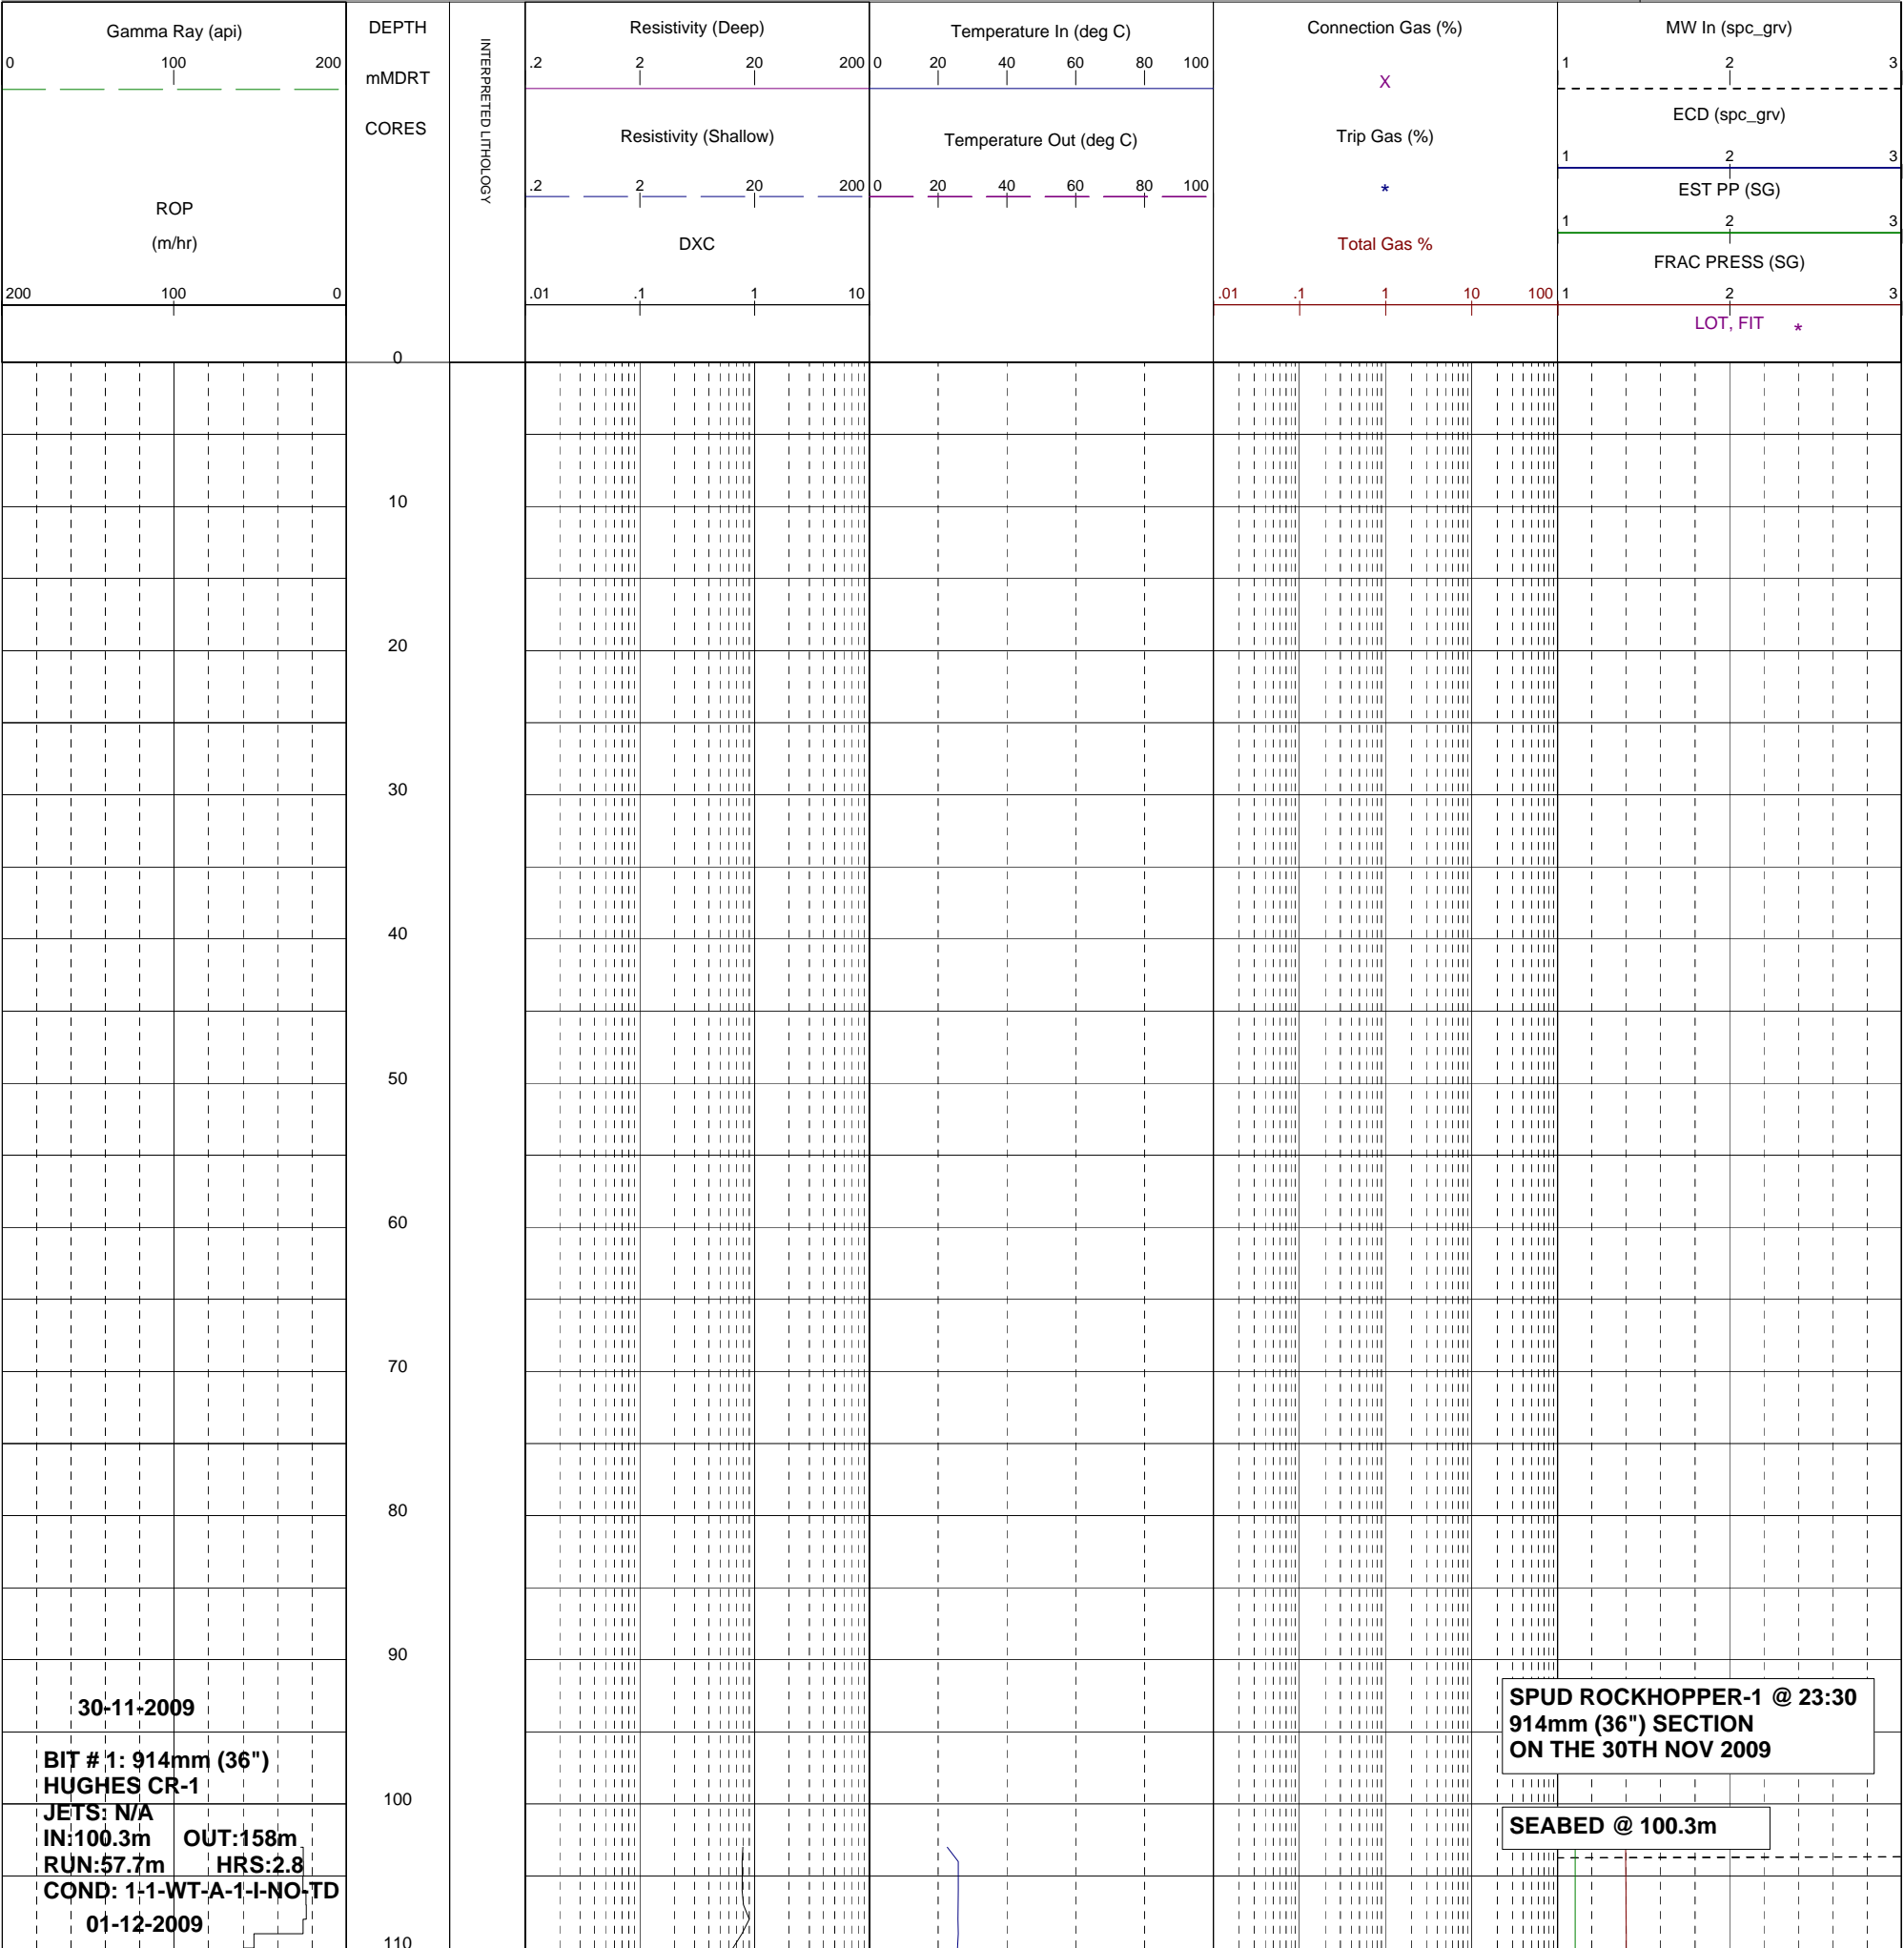 Gamma Ray (api)
0 100 200
ROP
(m/hr)
200 100 0
DEPTH
mMDRT
CORES
0
INTERPRETED LITHOLOGY
Resistivity (Deep)
.2 2 20 200
Resistivity (Shallow)
.2 2 20 200
DXC
.01 .1 1 10
Temperature In (deg C)
0 20 40 60 80 100
Temperature Out (deg C)
0 20 40 60 80 100
Connection Gas (%)
X
Trip Gas (%)
*
Total Gas %
.01 .1 1 10 100
MW In (spc_grv)
1 2 3
ECD (spc_grv)
1 2 3
EST PP (SG)
1 2 3
FRAC PRESS (SG)
1 2 3
LOT, FIT *
10
20
30
40
50
60
70
80
90
100
110
30-11-2009
BIT # 1: 914mm (36")
HUGHES CR-1
JETS: N/A
IN:100.3m OUT:158m
RUN:57.7m HRS:2.8
COND: 1-1-WT-A-1-I-NO-TD
01-12-2009
SPUD ROCKHOPPER-1 @ 23:30
914mm (36") SECTION
ON THE 30TH NOV 2009
SEABED @ 100.3m